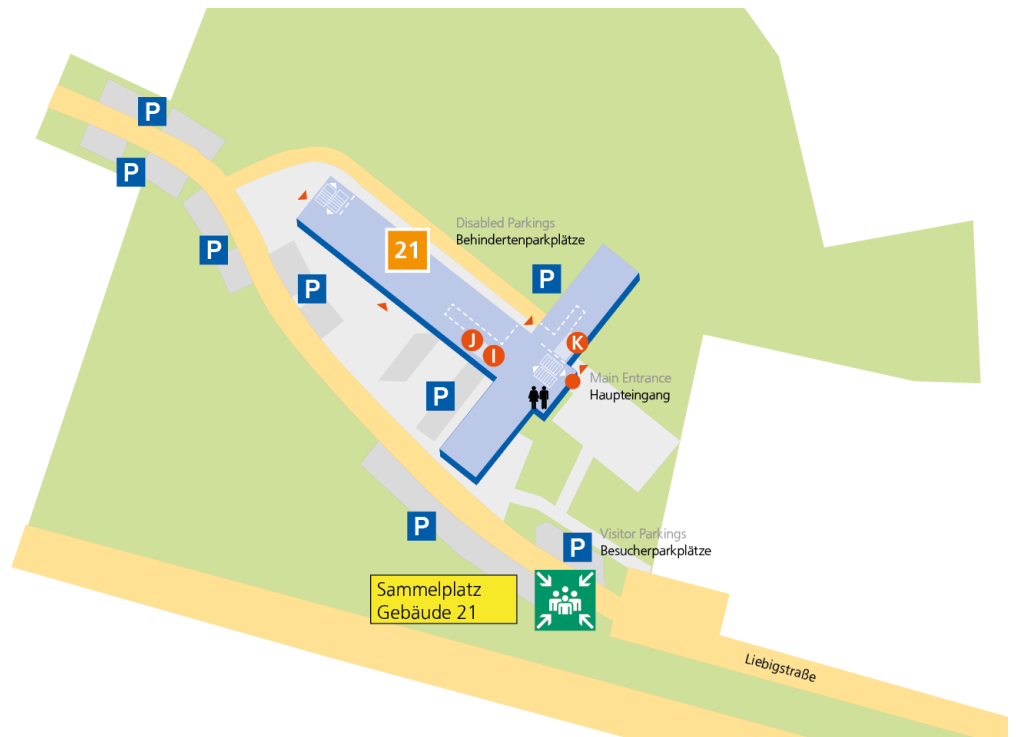 P
P
P
Disabled Parkings
Behindertenparkplätze
21
P
P
J
K
I
Main Entrance
Haupteingang
P
P
Visitor Parkings
Besucherparkplätze
P
Sammelplatz
Gebäude 21
Liebigstraße